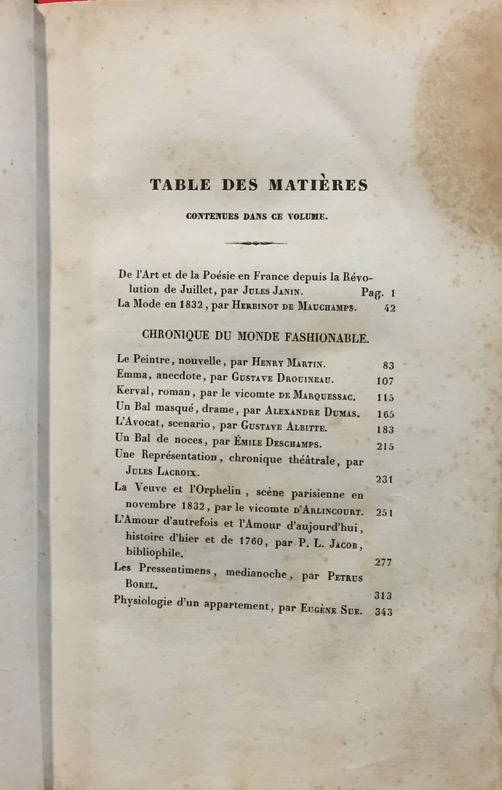 TABLE DES MATIÈRES
CONTENUES DANS CE VOLUME.
De l'Art et de la Poésie en France depuis la Révo-
lution de Juillet, par JULES JANIN. Pag. 1
La Mode en 1832, par HERBINOT DE MAUCHAMPS. 42
CHRONIQUE DU MONDE FASHIONABLE.
Le Peintre, nouvelle, par HENRY MARTIN. 83
Emma, anecdote, par GUSTAVE DROUINEAU. 107
Kerval, roman, par le vicomte DE MARQUESSAC. 115
Un Bal masqué, drame, par ALEXANDRE DUMAS. 165
L'Avocat, scenario, par GUSTAVE ALBITTE. 183
Un Bal de noces, par ÉMILE DESCHAMPS. 215
Une Représentation, chronique théâtrale, par
JULES LACROIX. 231
La Veuve et l'Orphelin, scène parisienne en
novembre 1832, par le vicomte D'ARLINCOURT. 251
L'Amour d'autrefois et l'Amour d'aujourd'hui,
histoire d'hier et de 1760, par P. L. JACOB,
bibliophile. 277
Les Pressentimens, medianoche, par PETRUS
BOREL. 313
Physiologie d'un appartement, par EUGÈNE SUE. 343